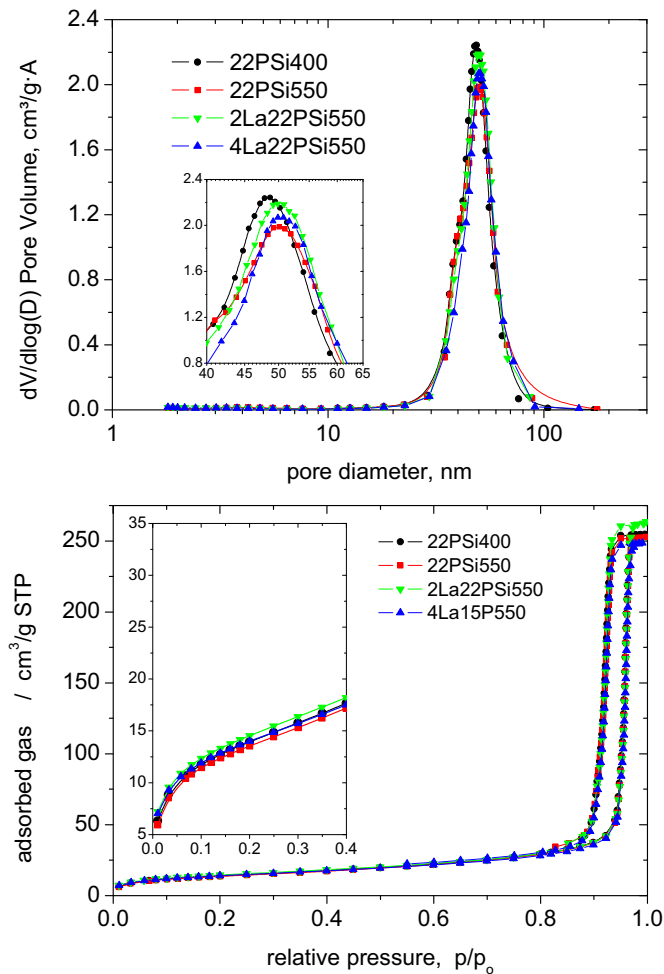 2.4
2.0
1.6
1.2
0.8
0.4
0.0
dV/dlog(D) Pore Volume, cm³/g·A
22PSi400
22PSi550
2La22PSi550
4La22PSi550
2.4
2.0
1.6
1.2
0.8
40 45 50 55 60 65
1 10 100
pore diameter, nm
250
200
150
100
50
0
adsorbed gas / cm³/g STP
35
30
25
20
15
10
5
0
0.0 0.1 0.2 0.3 0.4
22PSi400
22PSi550
2La22PSi550
4La15P550
0.0 0.2 0.4 0.6 0.8 1.0
relative pressure, p/pₒ